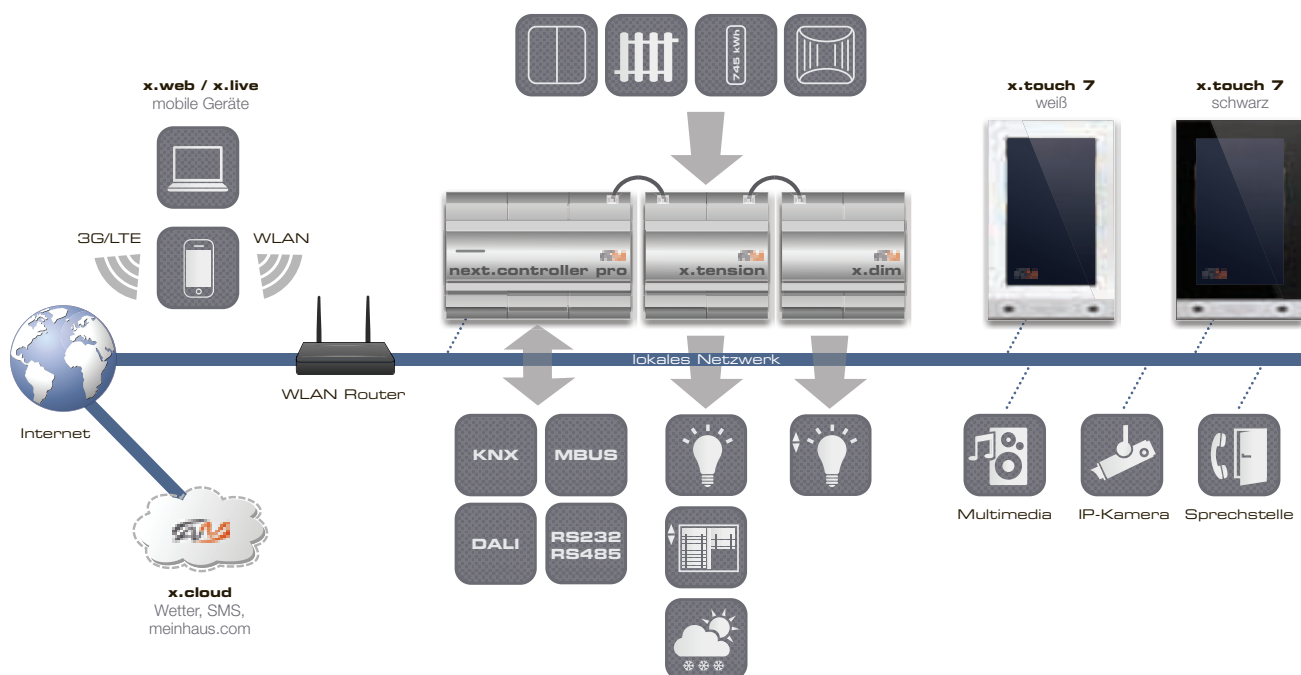 745 kWh
x.web / x.live
mobile Geräte
x.touch 7
weiß
x.touch 7
schwarz
3G/LTE
WLAN
next.controller pro
x.tension
x.dim
lokales Netzwerk
WLAN Router
Internet
KNX
MBUS
DALI
RS232
RS485
Multimedia
IP-Kamera
Sprechstelle
x.cloud
Wetter, SMS,
meinhaus.com